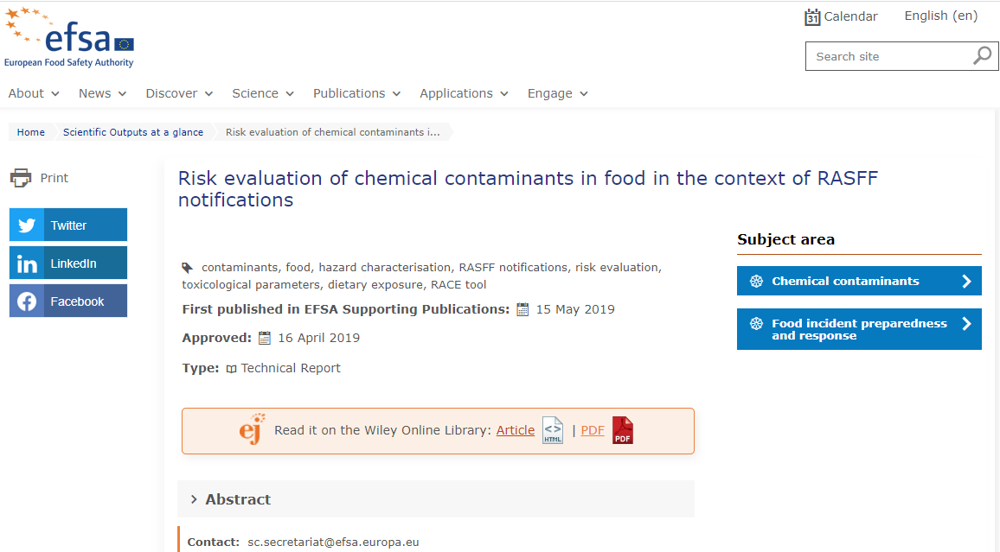 31 Calendar English (en)
efsa
European Food Safety Authority
Search site
About News Discover Science Publications Applications Engage
Home Scientific Outputs at a glance Risk evaluation of chemical contaminants i...
Print
Twitter
LinkedIn
Facebook
Risk evaluation of chemical contaminants in food in the context of RASFF
notifications
contaminants, food, hazard characterisation, RASFF notifications, risk evaluation,
toxicological parameters, dietary exposure, RACE tool
First published in EFSA Supporting Publications: 15 May 2019
Approved: 16 April 2019
Type: Technical Report
ej Read it on the Wiley Online Library: Article <> HTML | PDF PDF
Abstract
Contact: sc.secretariat@efsa.europa.eu
Subject area
Chemical contaminants
Food incident preparedness
and response